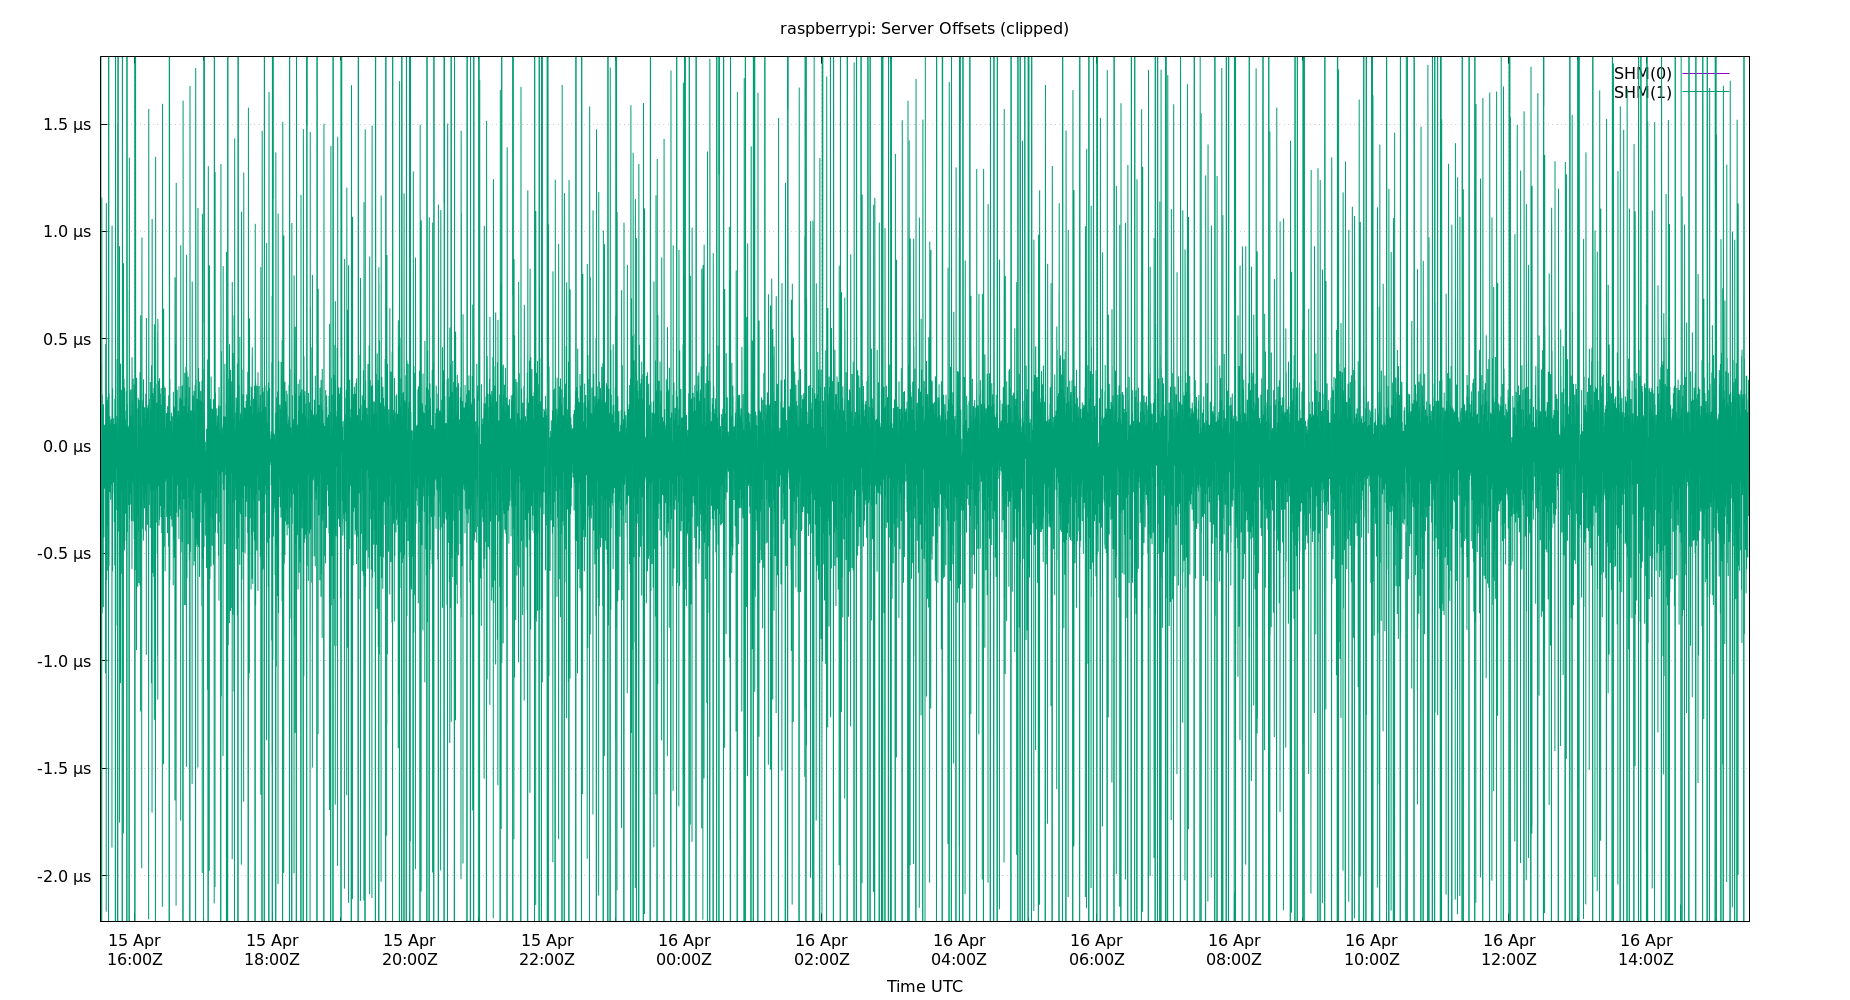 raspberrypi: Server Offsets (clipped)
SHM(0)
SHM(1)
1.5 µs
1.0 µs
0.5 µs
0.0 µs
-0.5 µs
-1.0 µs
-1.5 µs
-2.0 µs
15 Apr 15 Apr 15 Apr 15 Apr 16 Apr 16 Apr 16 Apr 16 Apr 16 Apr 16 Apr 16 Apr 16 Apr
16:00Z 18:00Z 20:00Z 22:00Z 00:00Z 02:00Z 04:00Z 06:00Z 08:00Z 10:00Z 12:00Z 14:00Z
Time UTC